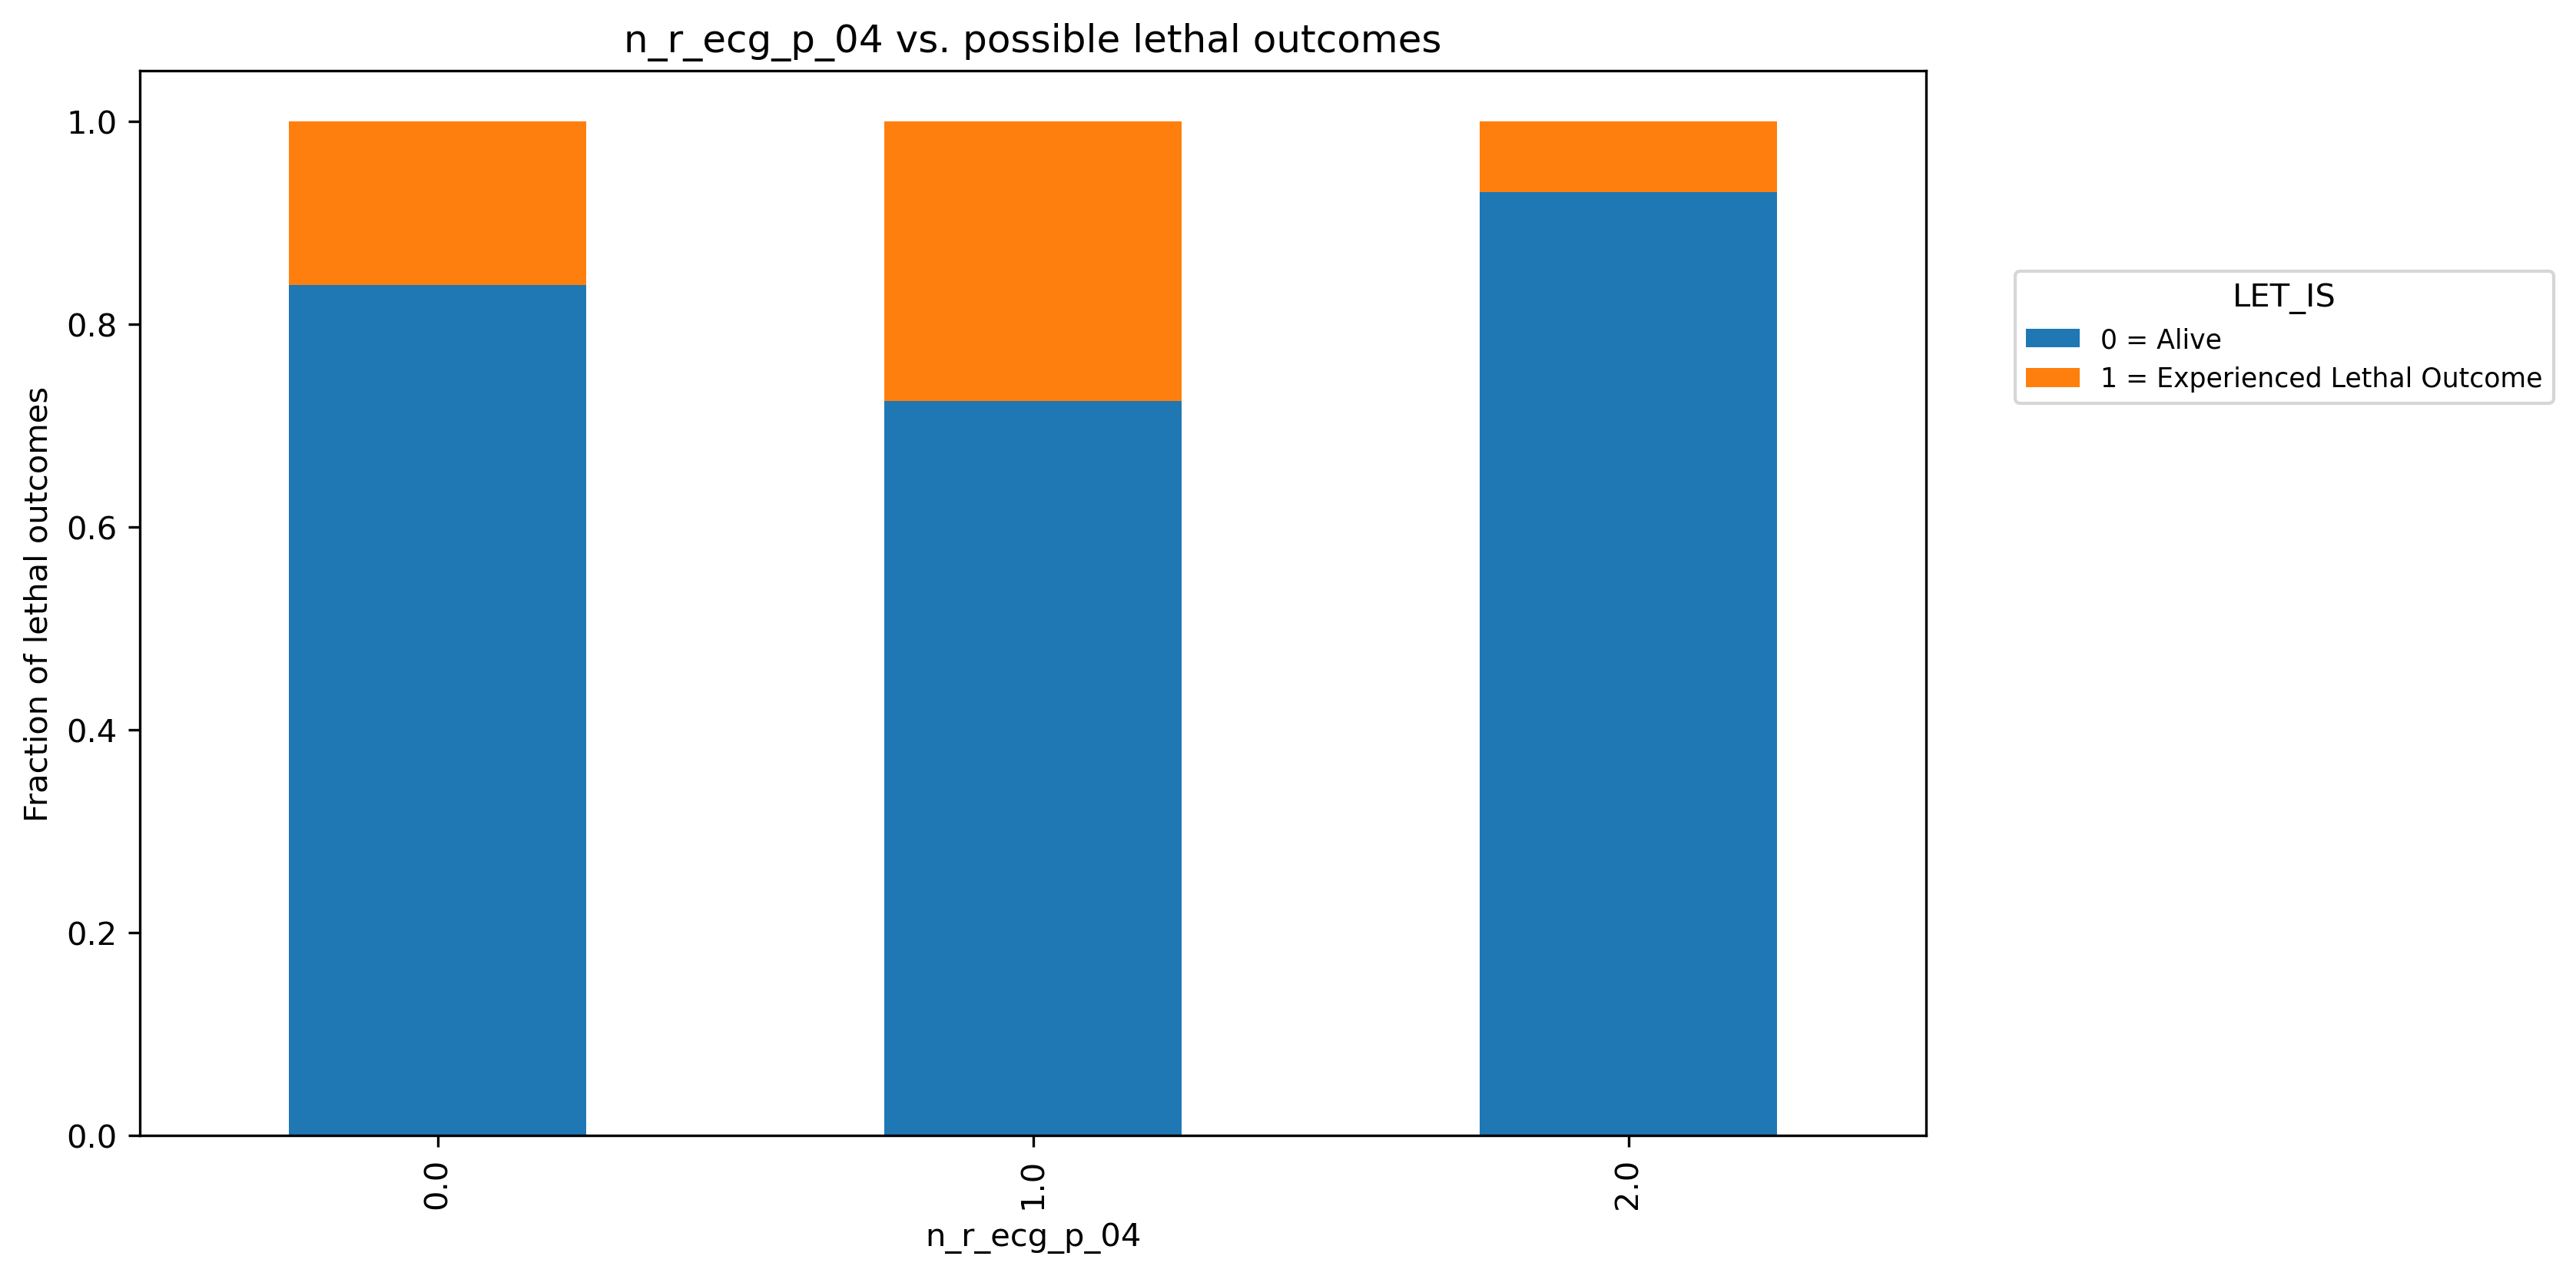 n_r_ecg_p_04 vs. possible lethal outcomes
Fraction of lethal outcomes
1.0
0.8
0.6
0.4
0.2
0.0
0.0
1.0
2.0
n_r_ecg_p_04
LET_IS
0 = Alive
1 = Experienced Lethal Outcome